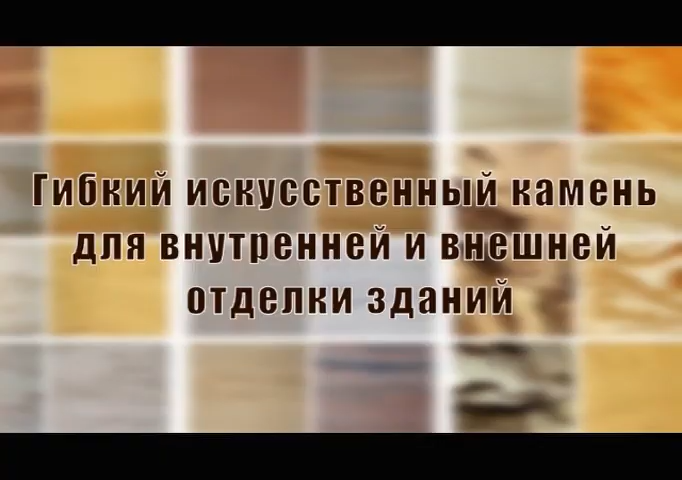 Гибкий искусственный камень
для внутренней и внешней
отделки зданий